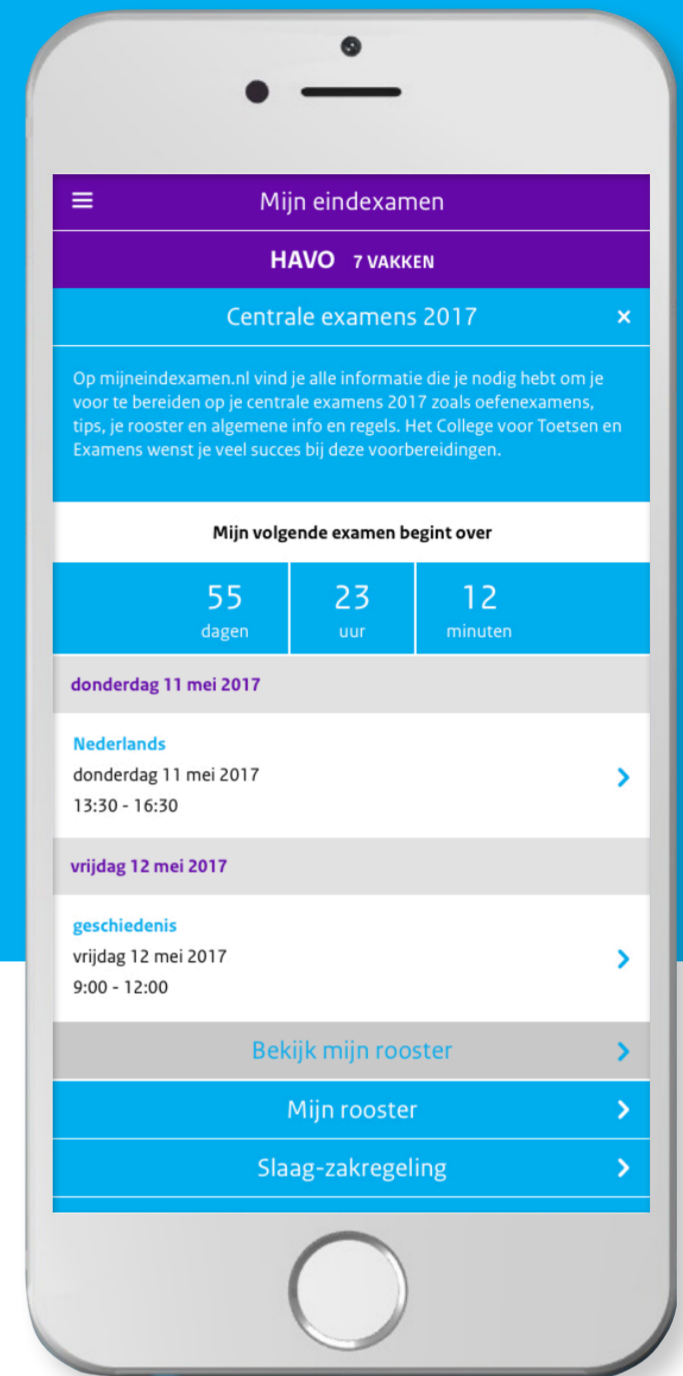 Mijn eindexamen
HAVO 7 VAKKEN
Centrale examens 2017
Op mijneindexamen.nl vind je alle informatie die je nodig hebt om je
voor te bereiden op je centrale examens 2017 zoals oefenexamens,
tips, je rooster en algemene info en regels. Het College voor Toetsen en
Examens wenst je veel succes bij deze voorbereidingen.
Mijn volgende examen begint over
55 23 12
dagen uur minuten
donderdag 11 mei 2017
Nederlands
donderdag 11 mei 2017
13:30 - 16:30
vrijdag 12 mei 2017
geschiedenis
vrijdag 12 mei 2017
9:00 - 12:00
Bekijk mijn rooster
Mijn rooster
Slaag-zakregeling